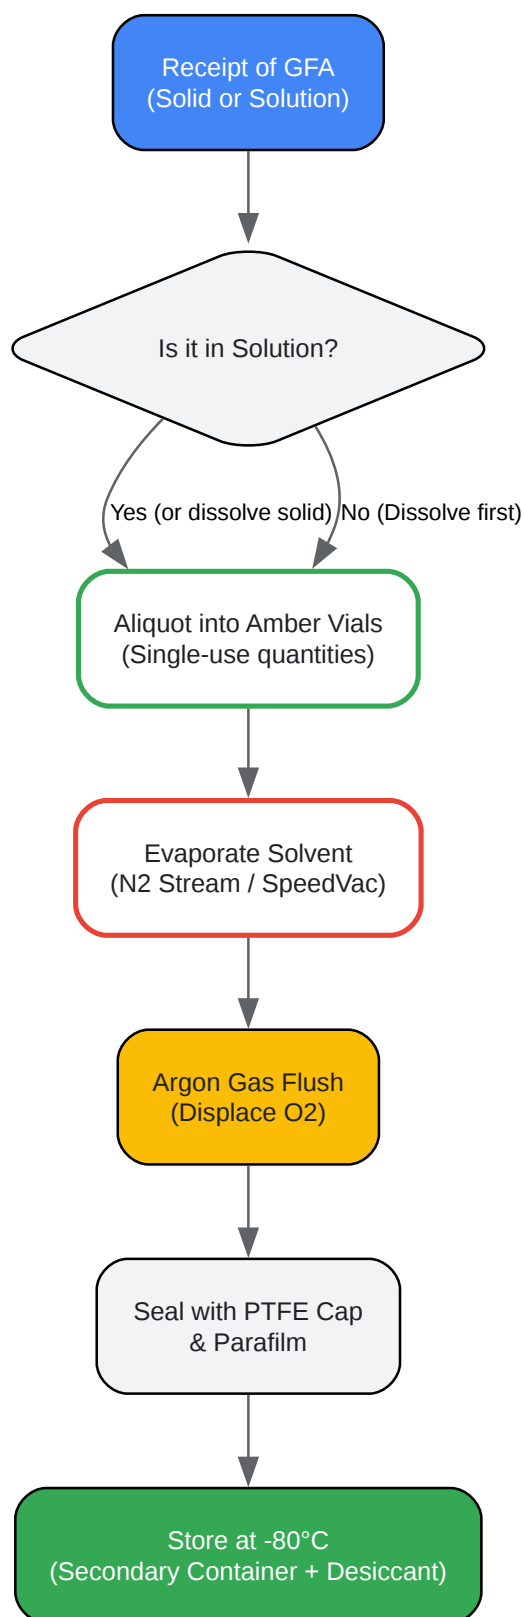 Receipt of GFA
(Solid or Solution)
Is it in Solution?
Yes (or dissolve solid)
No (Dissolve first)
Aliquot into Amber Vials
(Single-use quantities)
Evaporate Solvent
(N2 Stream / SpeedVac)
Argon Gas Flush
(Displace O2)
Seal with PTFE Cap
& Parafilm
Store at -80°C
(Secondary Container + Desiccant)